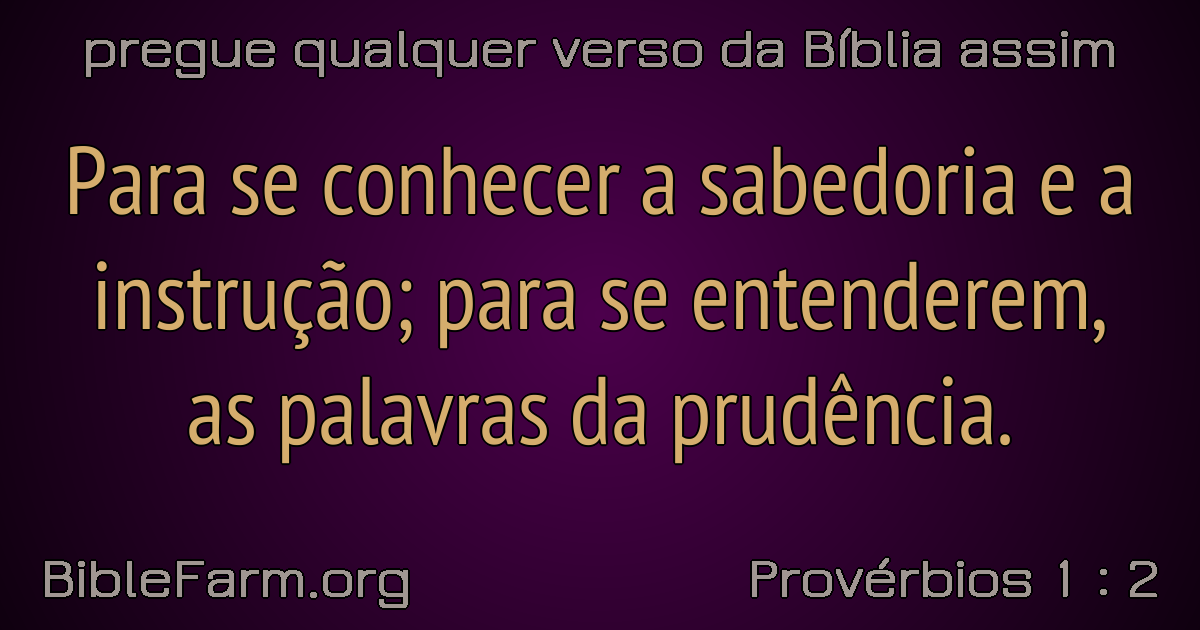 pregue qualquer verso da Bíblia assim
Para se conhecer a sabedoria e a
instrução; para se entenderem,
as palavras da prudência.
BibleFarm.org
Provérbios 1 : 2